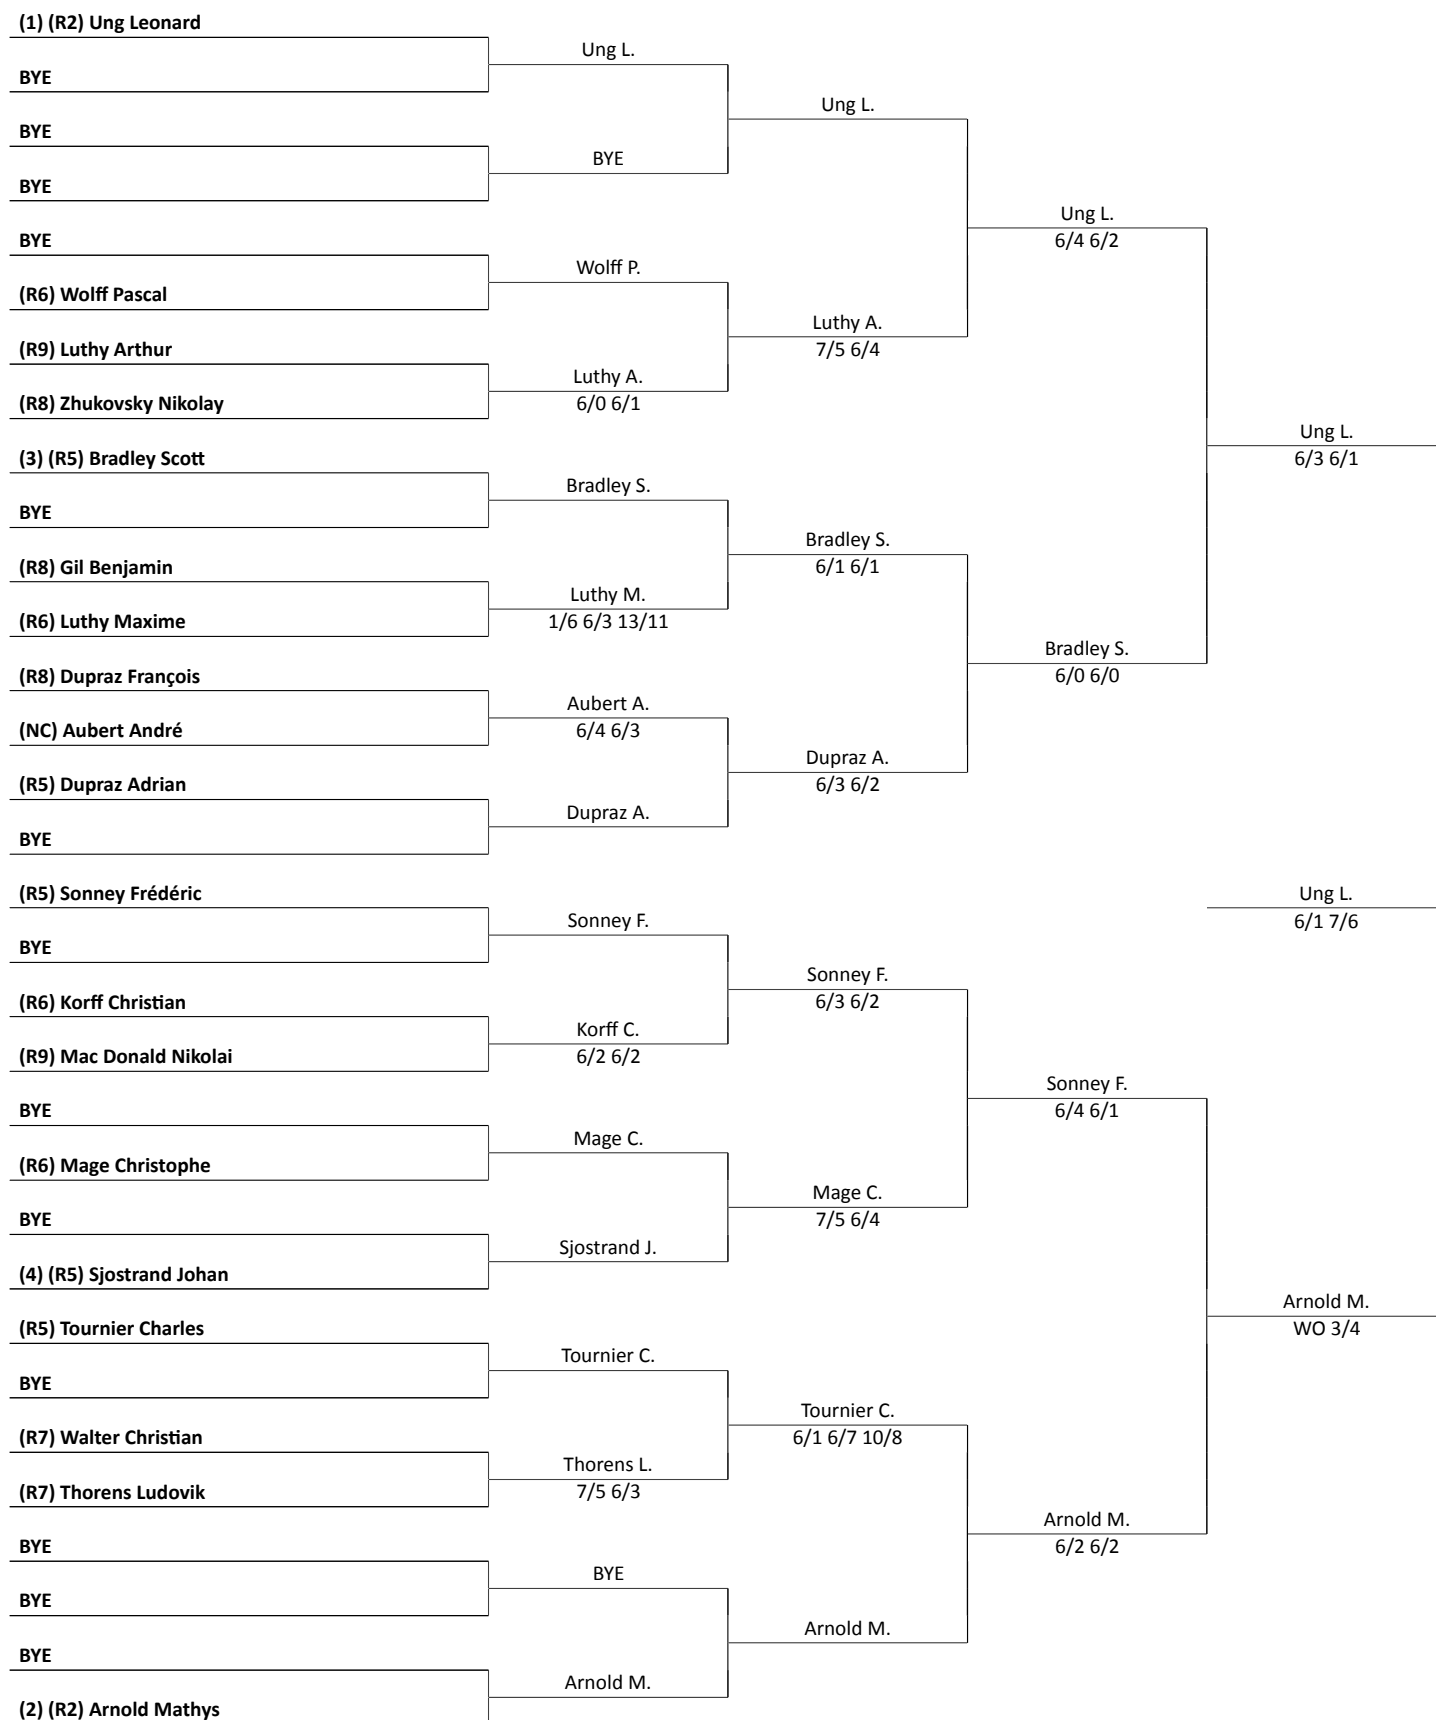 (1) (R2) Ung Leonard
BYE
BYE
BYE
BYE
(R6) Wolff Pascal
(R9) Luthy Arthur
(R8) Zhukovsky Nikolay
(3) (R5) Bradley Scott
BYE
(R8) Gil Benjamin
(R6) Luthy Maxime
(R8) Dupraz François
(NC) Aubert André
(R5) Dupraz Adrian
BYE
(R5) Sonney Frédéric
BYE
(R6) Korff Christian
(R9) Mac Donald Nikolai
BYE
(R6) Mage Christophe
BYE
(4) (R5) Sjostrand Johan
(R5) Tournier Charles
BYE
(R7) Walter Christian
(R7) Thorens Ludovik
BYE
BYE
BYE
(2) (R2) Arnold Mathys
Ung L.
BYE
Wolff P.
Luthy A.
6/0 6/1
Bradley S.
Luthy M.
1/6 6/3 13/11
Aubert A.
6/4 6/3
Dupraz A.
Sonney F.
Korff C.
6/2 6/2
Mage C.
Sjostrand J.
Tournier C.
Thorens L.
7/5 6/3
BYE
Arnold M.
Ung L.
Luthy A.
7/5 6/4
Bradley S.
6/1 6/1
Dupraz A.
6/3 6/2
Sonney F.
6/3 6/2
Mage C.
7/5 6/4
Tournier C.
6/1 6/7 10/8
Arnold M.
Ung L.
6/4 6/2
Bradley S.
6/0 6/0
Sonney F.
6/4 6/1
Arnold M.
6/2 6/2
Ung L.
6/3 6/1
Ung L.
6/1 7/6
Arnold M.
WO 3/4